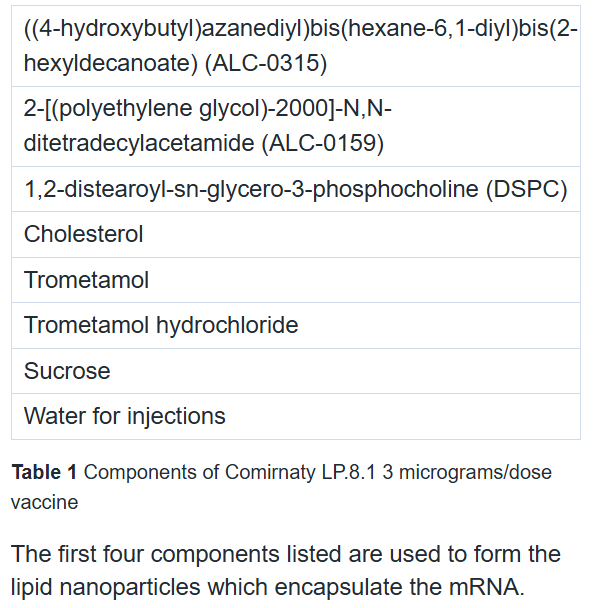 ((4-hydroxybutyl)azanediyl)bis(hexane-6,1-diyl)bis(2-
hexyldecanoate) (ALC-0315)
2-[(polyethylene glycol)-2000]-N,N-
ditetradecylacetamide (ALC-0159)
1,2-distearoyl-sn-glycero-3-phosphocholine (DSPC)
Cholesterol
Trometamol
Trometamol hydrochloride
Sucrose
Water for injections
Table 1 Components of Comirnaty LP.8.1 3 micrograms/dose
vaccine
The first four components listed are used to form the
lipid nanoparticles which encapsulate the mRNA.